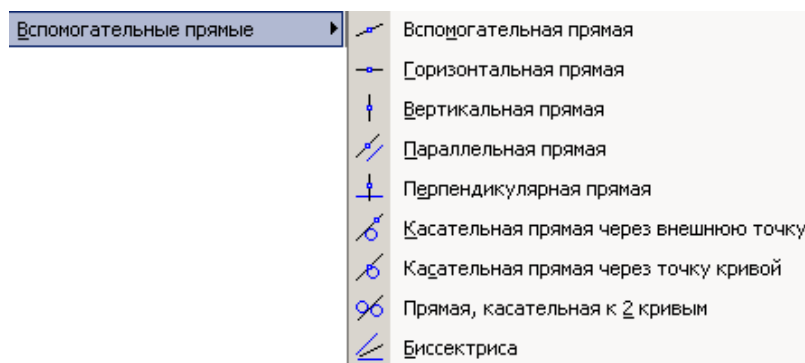 Вспомогательные прямые
Вспомогательная прямая
Горизонтальная прямая
Вертикальная прямая
Параллельная прямая
Перпендикулярная прямая
Касательная прямая через внешнюю точку
Касательная прямая через точку кривой
Прямая, касательная к 2 кривым
Биссектриса